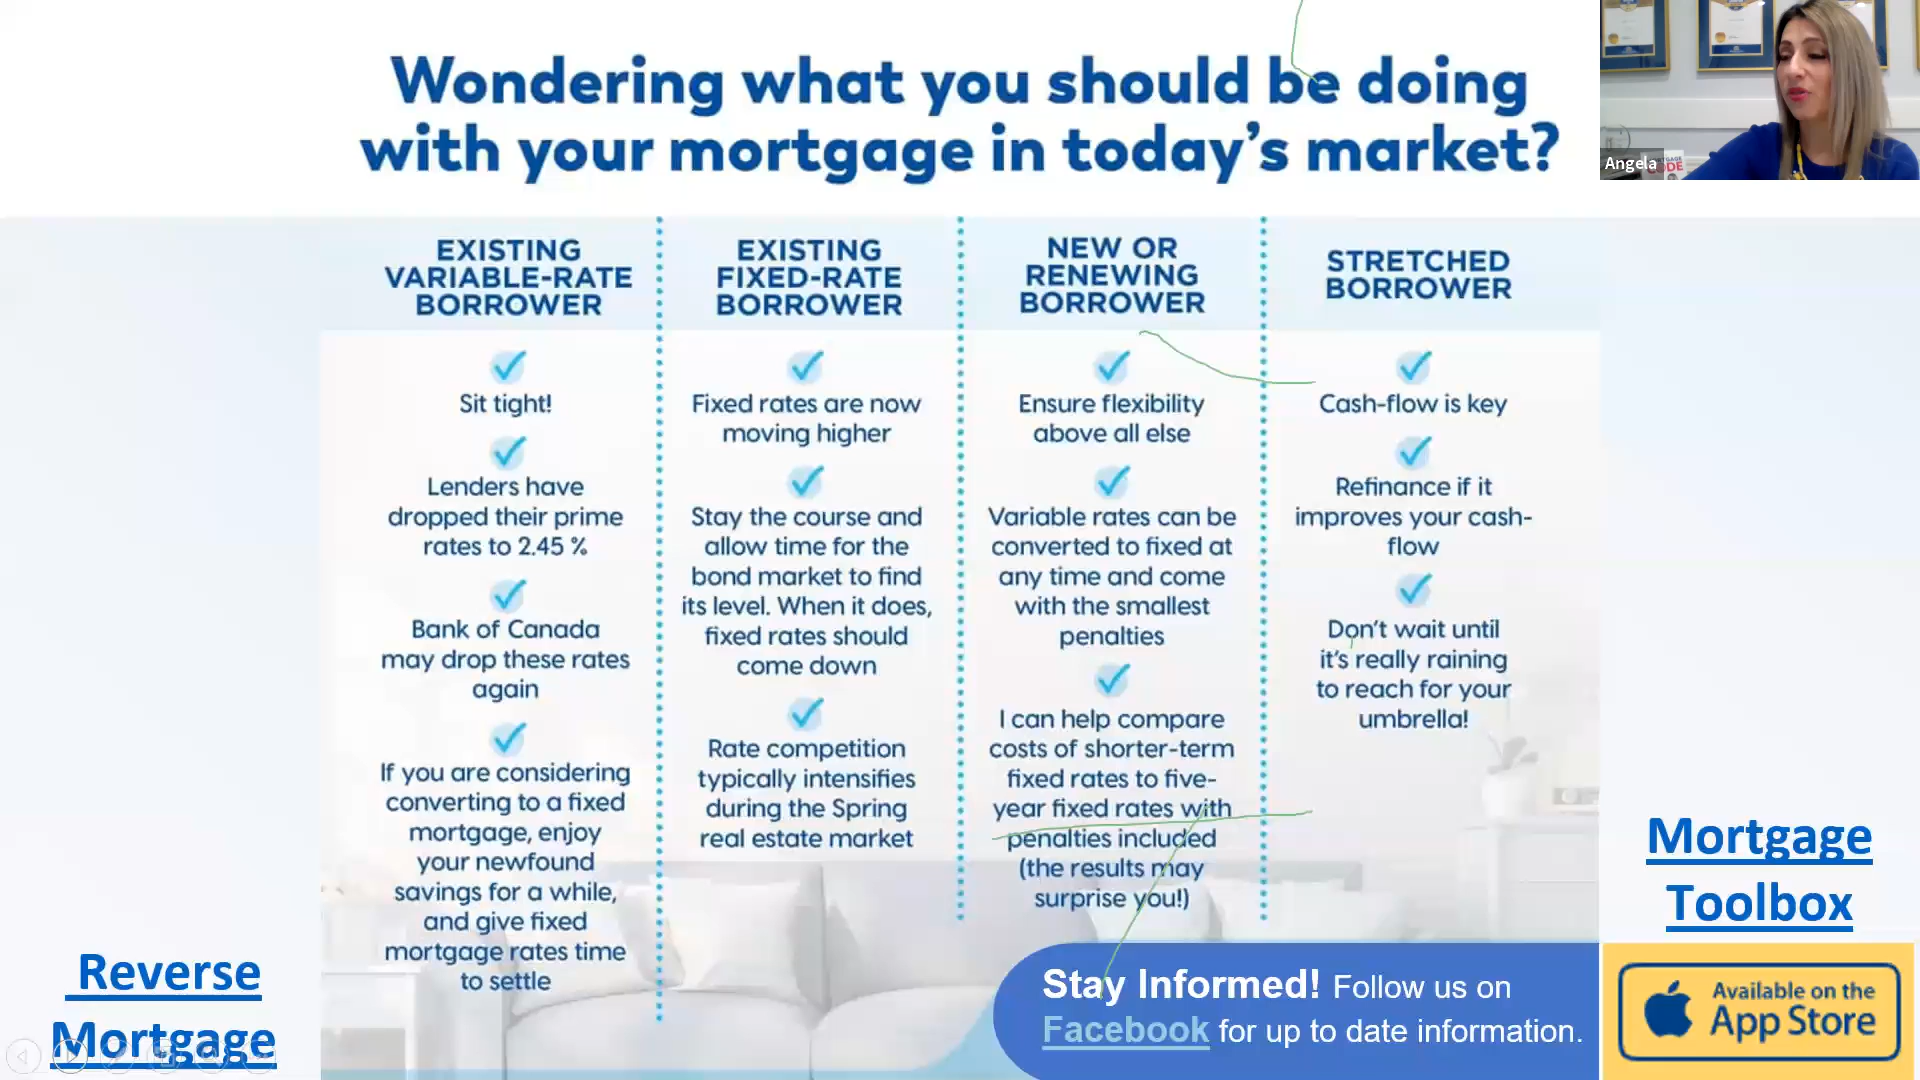 Wondering what you should be doing
with your mortgage in today's market?
Angela
CODE
EXISTING
VARIABLE-RATE
BORROWER
Sit tight!
Lenders have
dropped their prime
rates to 2.45 %
Bank of Canada
may drop these rates
again
If you are considering
converting to a fixed
mortgage, enjoy
your newfound
savings for a while,
and give fixed
mortgage rates time
to settle
EXISTING
FIXED-RATE
BORROWER
Fixed rates are now
moving higher
Stay the course and
allow time for the
bond market to find
its level. When it does,
fixed rates should
come down
Rate competition
typically intensifies
during the Spring
real estate market
NEW OR
RENEWING
BORROWER
Ensure flexibility
above all else
Variable rates can be
converted to fixed at
any time and come
with the smallest
penalties
I can help compare
costs of shorter-term
fixed rates to five-
year fixed rates with
penalties included
(the results may
surprise you!)
STRETCHED
BORROWER
Cash-flow is key
Refinance if it
improves your cash-
flow
Don't wait until
it's really raining
to reach for your
umbrella!
Reverse
Mortgage
Mortgage
Toolbox
Stay Informed! Follow us on
Facebook for up to date information.
Available on the
App Store